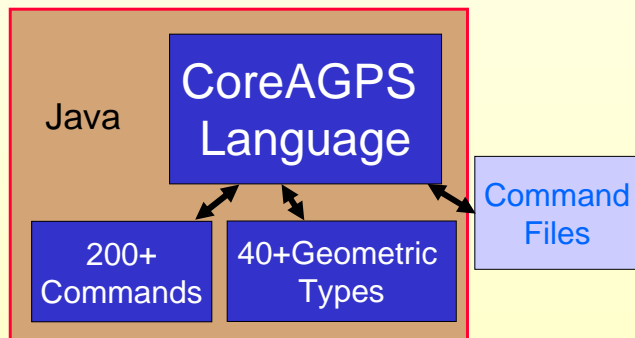 CoreAGPS
Language
Java
Command
Files
200+
Commands
40+Geometric
Types